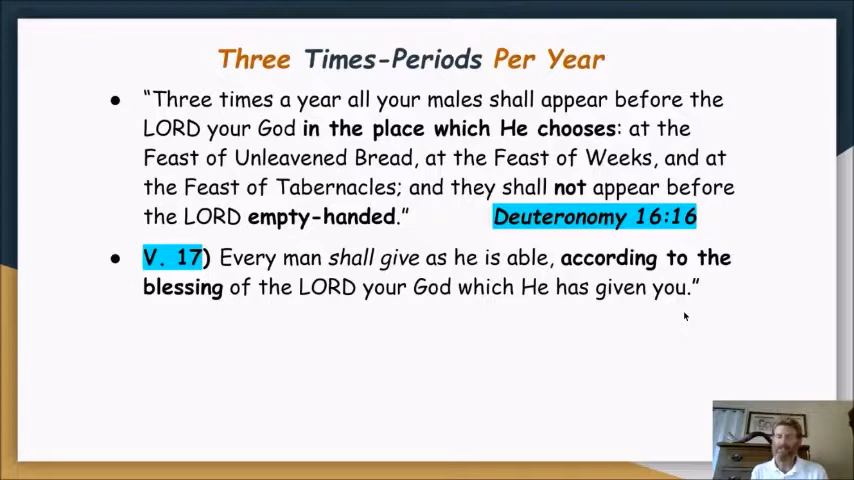 Three Times-Periods Per Year
● “Three times a year all your males shall appear before the
LORD your God in the place which He chooses: at the
Feast of Unleavened Bread, at the Feast of Weeks, and at
the Feast of Tabernacles; and they shall not appear before
the LORD empty-handed.” Deuteronomy 16:16
● V. 17) Every man shall give as he is able, according to the
blessing of the LORD your God which He has given you.”